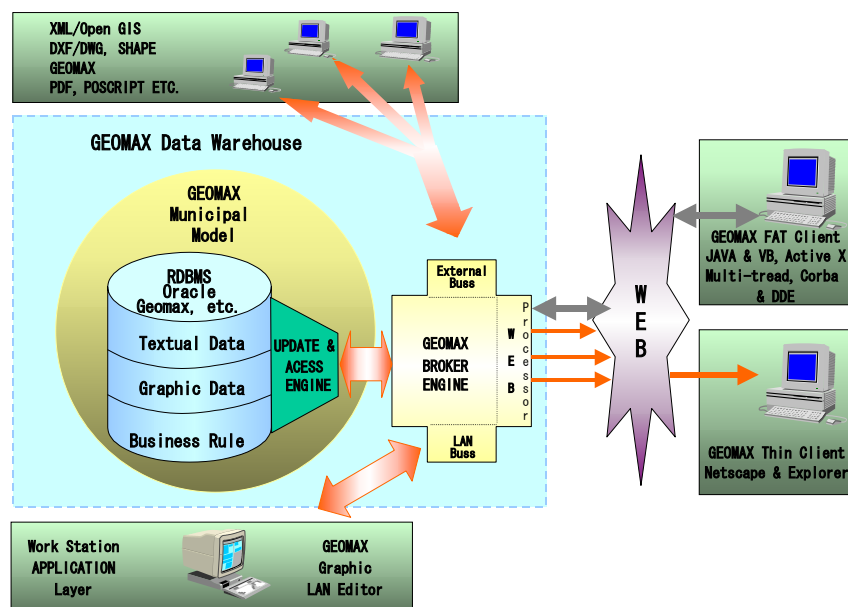 XML/Open GIS
DXF/DWG, SHAPE
GEOMAX
PDF, POSCRIPT ETC.
GEOMAX Data Warehouse
GEOMAX
Municipal
Model
RDBMS
Oracle
Geomax, etc.
Textual Data
Graphic Data
Business Rule
UPDATE &
ACESS
ENGINE
External
Buss
GEOMAX
BROKER
ENGINE
WEB
Processor
LAN
Buss
WEB
GEOMAX FAT Client
JAVA & VB, Active X
Multi-tread, Corba
& DDE
GEOMAX Thin Client
Netscape & Explorer
Work Station
APPLICATION
Layer
GEOMAX
Graphic
LAN Editor